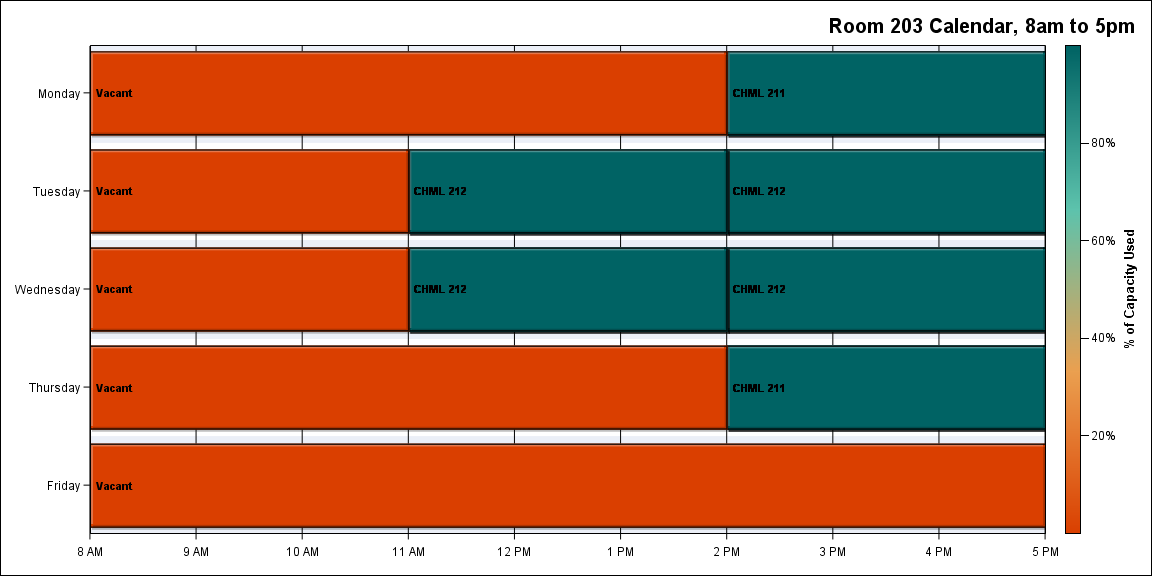 Room 203 Calendar, 8am to 5pm
Monday
Vacant
CHML 211
Tuesday
Vacant
CHML 212
CHML 212
Wednesday
Vacant
CHML 212
CHML 212
Thursday
Vacant
CHML 211
Friday
Vacant
8 AM
9 AM
10 AM
11 AM
12 PM
1 PM
2 PM
3 PM
4 PM
5 PM
80%
60%
40%
20%
% of Capacity Used